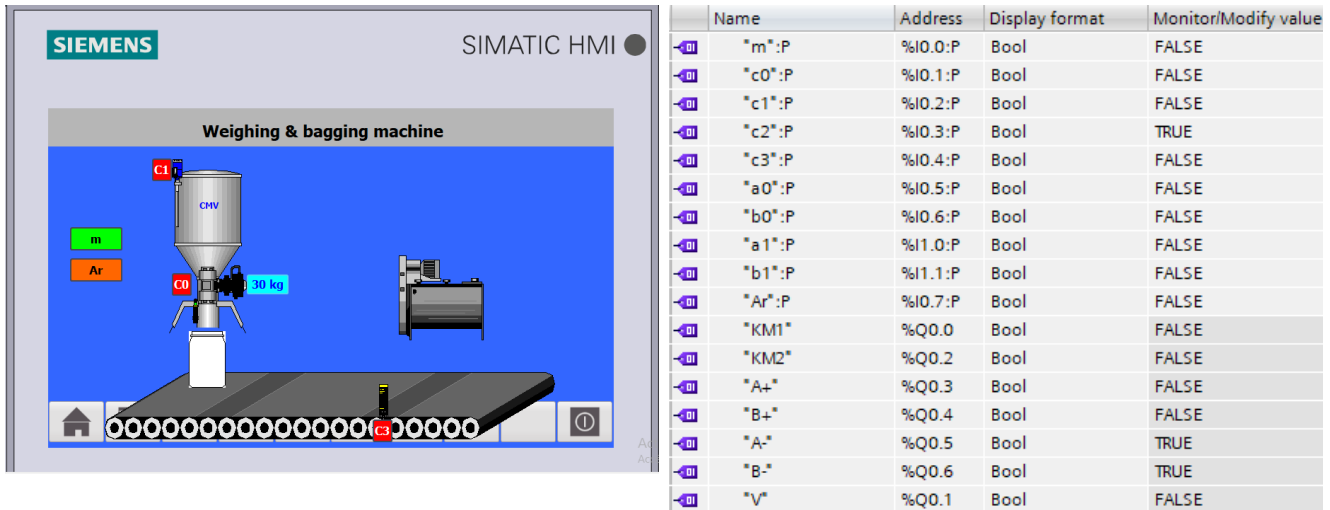 SIEMENS
SIMATIC HMI
Weighing & bagging machine
C1
CMV
m
Ar
C0
30 kg
C3
Name Address Display format Monitor/Modify value
"m":P %I0.0:P Bool FALSE
"c0":P %I0.1:P Bool FALSE
"c1":P %I0.2:P Bool FALSE
"c2":P %I0.3:P Bool TRUE
"c3":P %I0.4:P Bool FALSE
"a0":P %I0.5:P Bool FALSE
"b0":P %I0.6:P Bool FALSE
"a1":P %I1.0:P Bool FALSE
"b1":P %I1.1:P Bool FALSE
"Ar":P %I0.7:P Bool FALSE
"KM1" %Q0.0 Bool FALSE
"KM2" %Q0.2 Bool FALSE
"A+" %Q0.3 Bool FALSE
"B+" %Q0.4 Bool FALSE
"A-" %Q0.5 Bool TRUE
"B-" %Q0.6 Bool TRUE
"V" %Q0.1 Bool FALSE